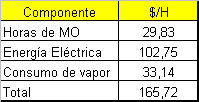 Componente $/H
Horas de MO 29,83
Energía Eléctrica 102,75
Consumo de vapor 33,14
Total 165,72